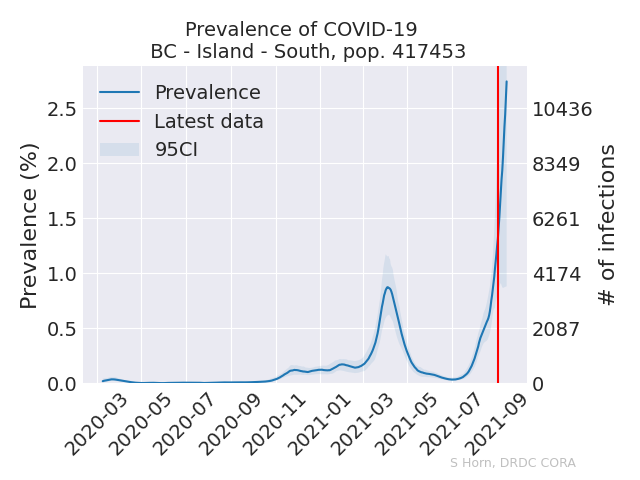 Prevalence of COVID-19
BC - Island - South, pop. 417453
Prevalence
Latest data
95CI
Prevalence (%)
2.5
2.0
1.5
1.0
0.5
0.0
10436
8349
6261
4174
2087
0
# of infections
2020-03
2020-05
2020-07
2020-09
2020-11
2021-01
2021-03
2021-05
2021-07
2021-09
S Horn, DRDC CORA